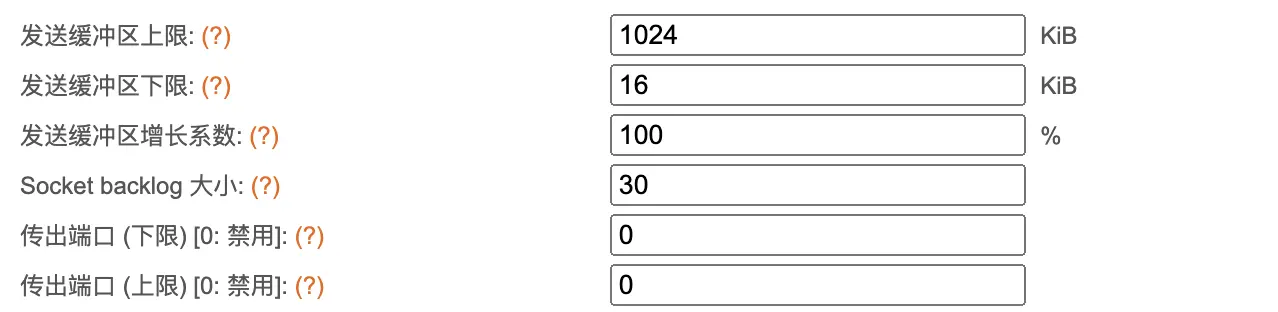 发送缓冲区上限: (?) 1024 KiB
发送缓冲区下限: (?) 16 KiB
发送缓冲区增长系数: (?) 100 %
Socket backlog 大小: (?) 30
传出端口 (下限) [0: 禁用]: (?) 0
传出端口 (上限) [0: 禁用]: (?) 0